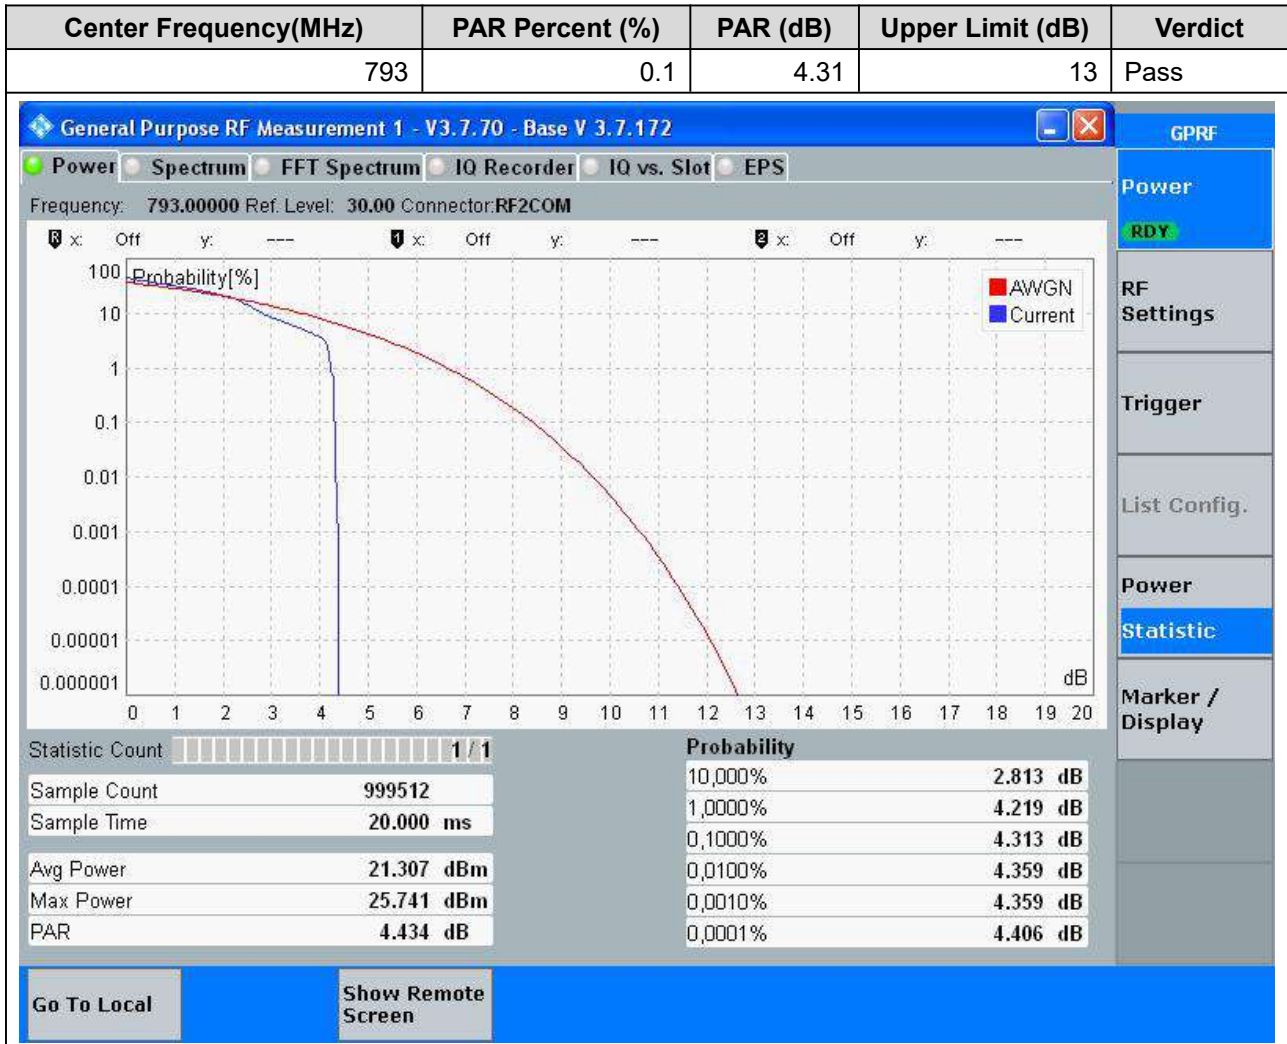 Center Frequency(MHz) PAR Percent (%) PAR (dB) Upper Limit (dB) Verdict
793 0.1 4.31 13 Pass
General Purpose RF Measurement 1 - V3.7.70 - Base V 3.7.172
GPRF
Power Spectrum FFT Spectrum IQ Recorder IQ vs. Slot EPS
Frequency: 793.00000 Ref. Level: 30.00 Connector:RF2COM
R x: Off y: --- 1 x: Off y: --- 2 x: Off y: ---
Probability[%]
100
10
1
0.1
0.01
0.001
0.0001
0.00001
0.000001
AWGN
Current
dB
0 1 2 3 4 5 6 7 8 9 10 11 12 13 14 15 16 17 18 19 20
Statistic Count 1 / 1
Sample Count 999512
Sample Time 20.000 ms
Avg Power 21.307 dBm
Max Power 25.741 dBm
PAR 4.434 dB
Probability
10,000% 2.813 dB
1,0000% 4.219 dB
0,1000% 4.313 dB
0,0100% 4.359 dB
0,0010% 4.359 dB
0,0001% 4.406 dB
Power
RDY
RF
Settings
Trigger
List Config.
Power
Statistic
Marker /
Display
Go To Local
Show Remote
Screen